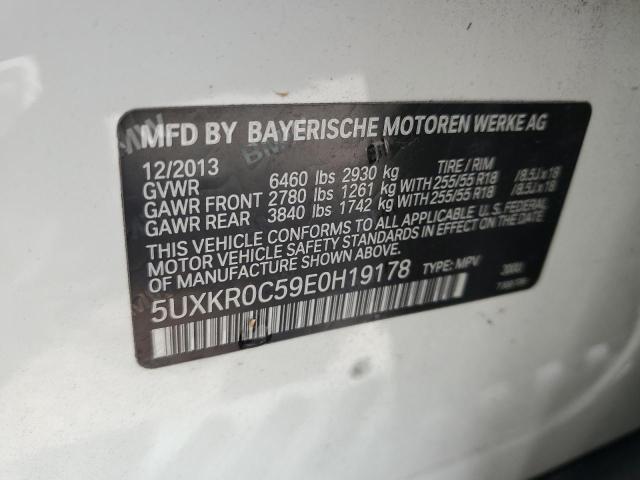 MFD BY BAYERISCHE MOTOREN WERKE AG
12/2013 TIRE / RIM
GVWR 6460 lbs 2930 kg
GAWR FRONT 2780 lbs 1261 kg WITH 255/55 R18 /8.5Jx18
GAWR REAR 3840 lbs 1742 kg WITH 255/55 R18 /8.5Jx18
THIS VEHICLE CONFORMS TO ALL APPLICABLE U.S. FEDERAL
MOTOR VEHICLE SAFETY STANDARDS IN EFFECT ON THE DATE
OF MANUFACTURE SHOWN ABOVE.
5UXKR0C59E0H19178 TYPE: MPV